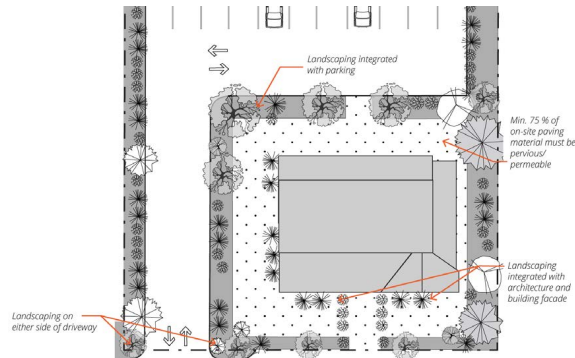 Landscaping integrated
with parking
Min. 75 % of
on-site paving
material must be
pervious/
permeable
Landscaping
integrated with
architecture and
building facade
Landscaping on
either side of driveway